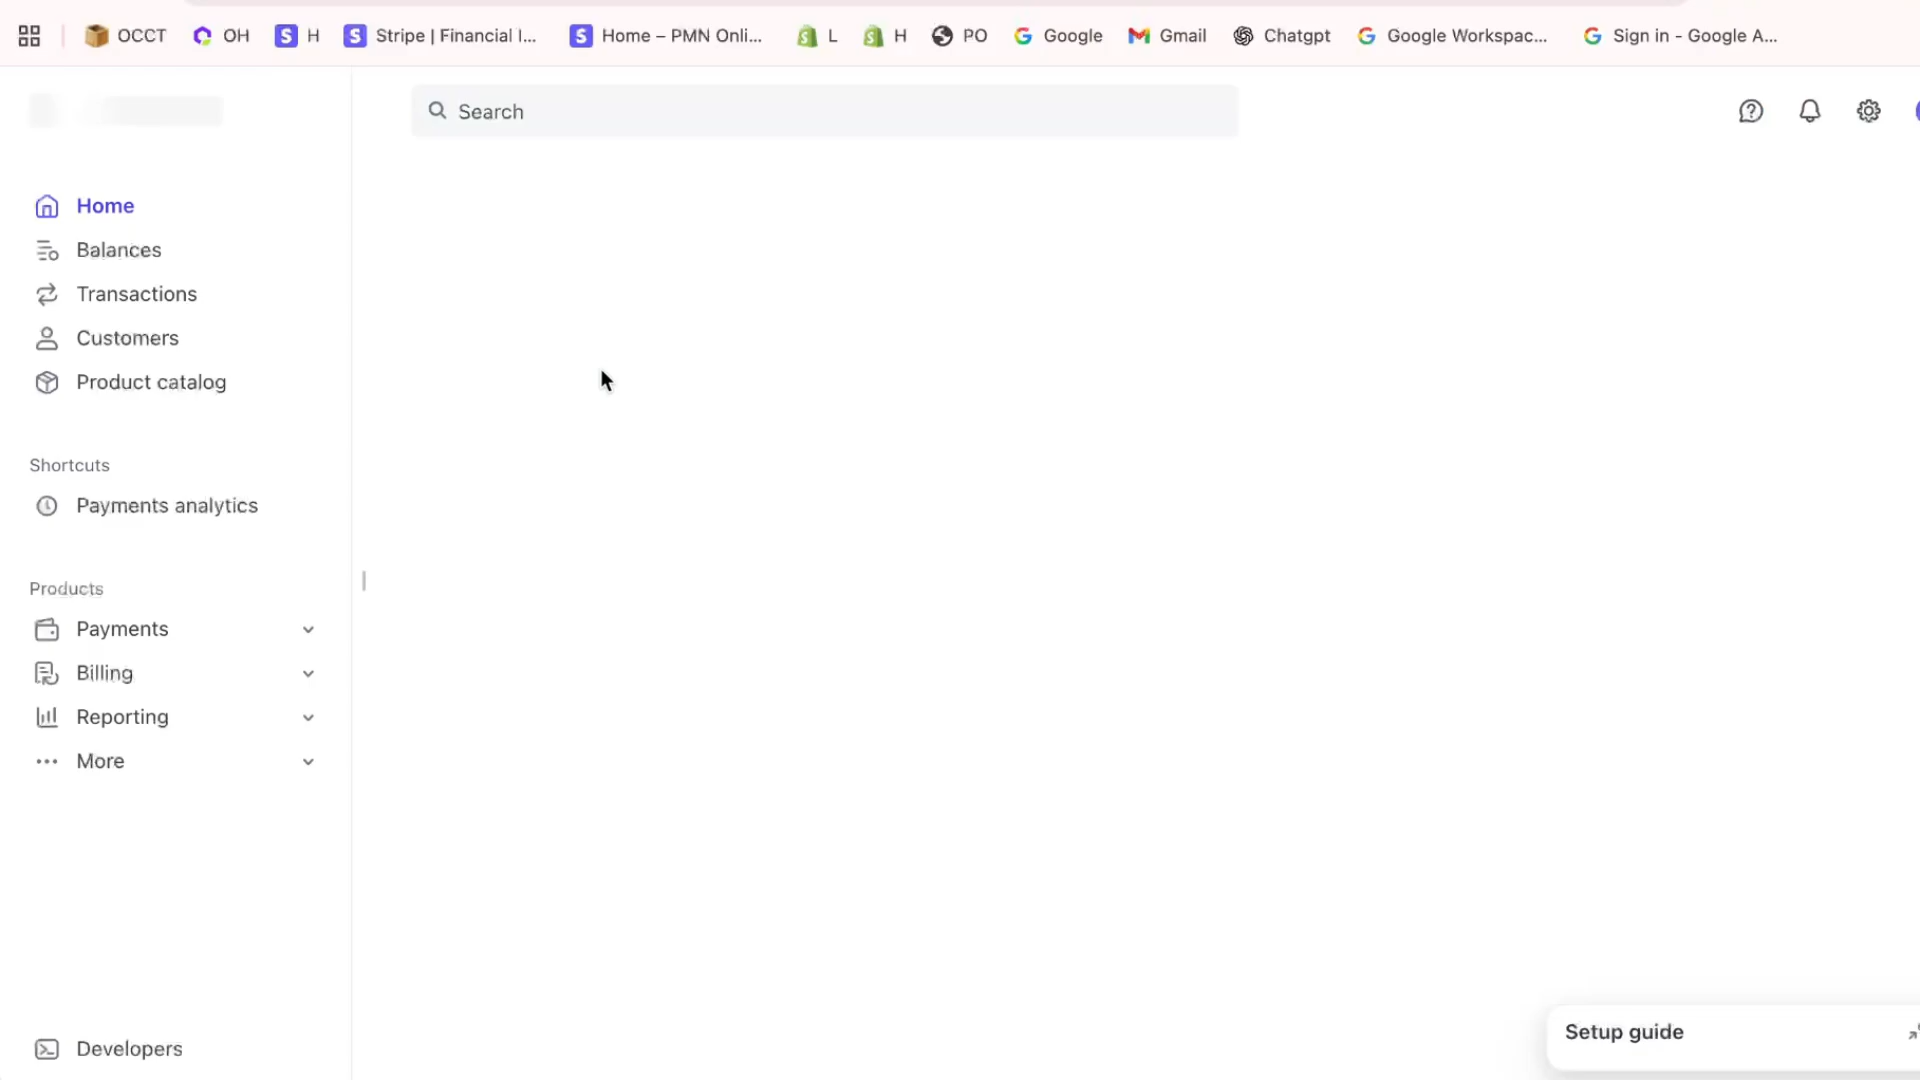 OCCT OH H Stripe | Financial I... Home – PMN Onli... L H PO Google Gmail Chatgpt Google Workspac... Sign in - Google A...
Search
Home
Balances
Transactions
Customers
Product catalog
Shortcuts
Payments analytics
Products
Payments
Billing
Reporting
More
Developers
Setup guide